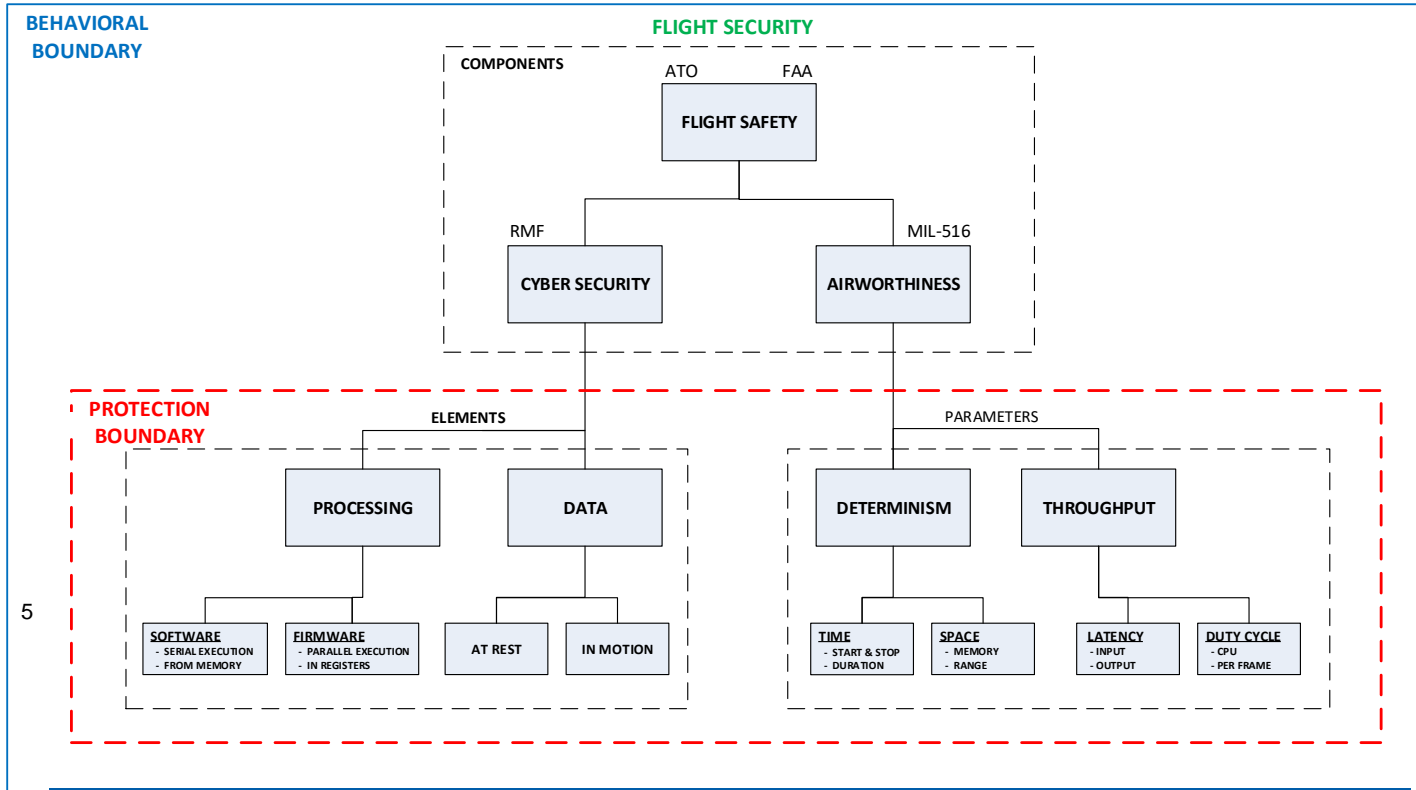 BEHAVIORAL
BOUNDARY
FLIGHT SECURITY
COMPONENTS
ATO
FAA
FLIGHT SAFETY
RMF
MIL-516
CYBER SECURITY
AIRWORTHINESS
PROTECTION
BOUNDARY
ELEMENTS
PARAMETERS
PROCESSING
DATA
DETERMINISM
THROUGHPUT
5
SOFTWARE
- SERIAL EXECUTION
- FROM MEMORY
FIRMWARE
- PARALLEL EXECUTION
- IN REGISTERS
AT REST
IN MOTION
TIME
- START & STOP
- DURATION
SPACE
- MEMORY
- RANGE
LATENCY
- INPUT
- OUTPUT
DUTY CYCLE
- CPU
- PER FRAME